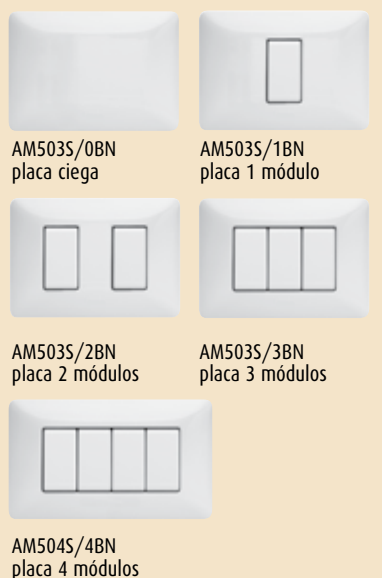 AM503S/0BN
placa ciega
AM503S/1BN
placa 1 módulo
AM503S/2BN
placa 2 módulos
AM503S/3BN
placa 3 módulos
AM504S/4BN
placa 4 módulos